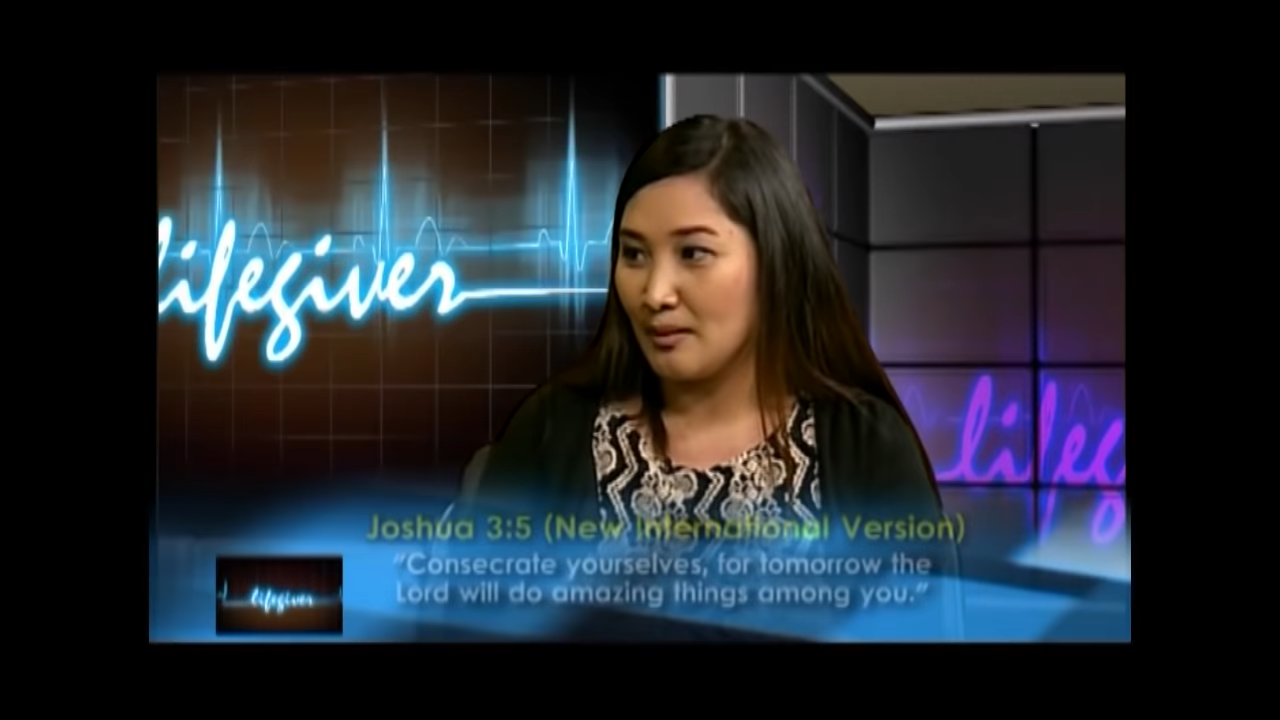 lifegiver
lifeg
Joshua 3:5 (New International Version)
"Consecrate yourselves, for tomorrow the
Lord will do amazing things among you."
lifegiver